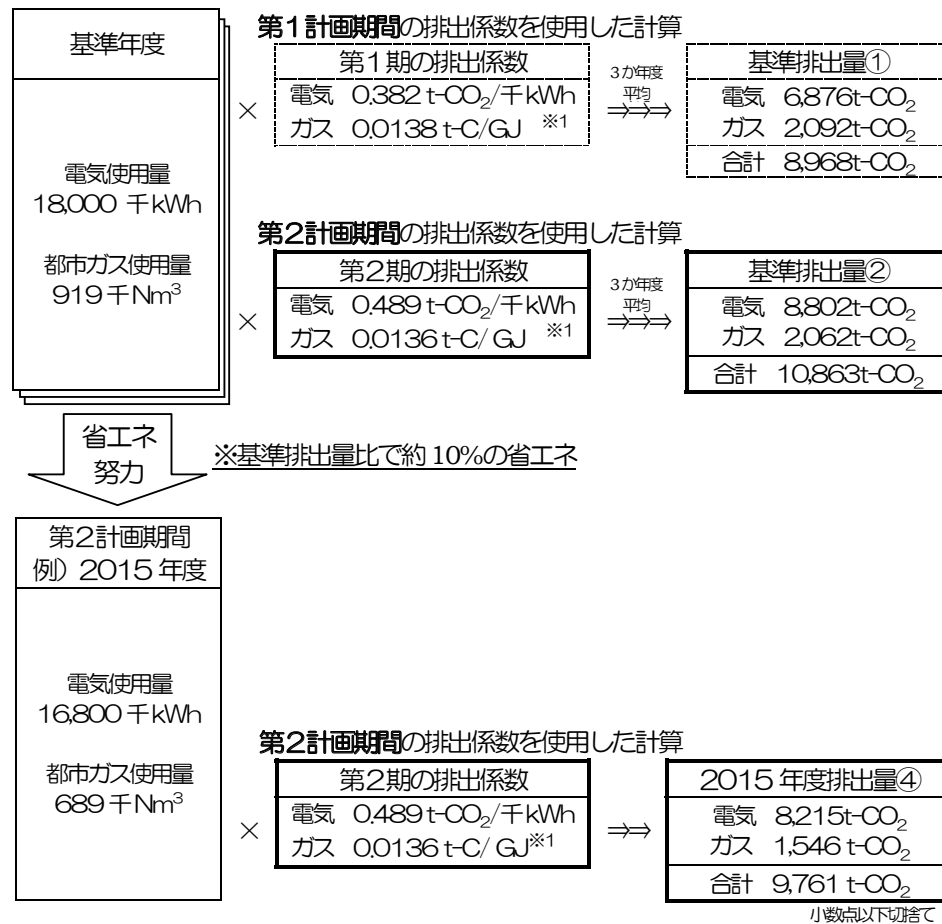 基準年度
電気使用量
18,000 千kWh
都市ガス使用量
919千Nm³
第1計画期間の排出係数を使用した計算
×
第1期の排出係数
電気 0.382 t-CO₂/千kWh
ガス 0.0138 t-C/GJ ※1
3か年度
平均
⇒⇒⇒
基準排出量①
電気 6,876t-CO₂
ガス 2,092t-CO₂
合計 8,968t-CO₂
第2計画期間の排出係数を使用した計算
×
第2期の排出係数
電気 0.489 t-CO₂/千kWh
ガス 0.0136 t-C/ GJ ※1
3か年度
平均
⇒⇒⇒
基準排出量②
電気 8,802t-CO₂
ガス 2,062t-CO₂
合計 10,863t-CO₂
省エネ
努力
※基準排出量比で約 10%の省エネ
第2計画期間
例）2015 年度
電気使用量
16,800 千kWh
都市ガス使用量
689千Nm³
第2計画期間の排出係数を使用した計算
×
第2期の排出係数
電気 0.489 t-CO₂/千kWh
ガス 0.0136 t-C/ GJ※1
⇒⇒
2015 年度排出量④
電気 8,215t-CO₂
ガス 1,546 t-CO₂
合計 9,761 t-CO₂
小数点以下切捨て